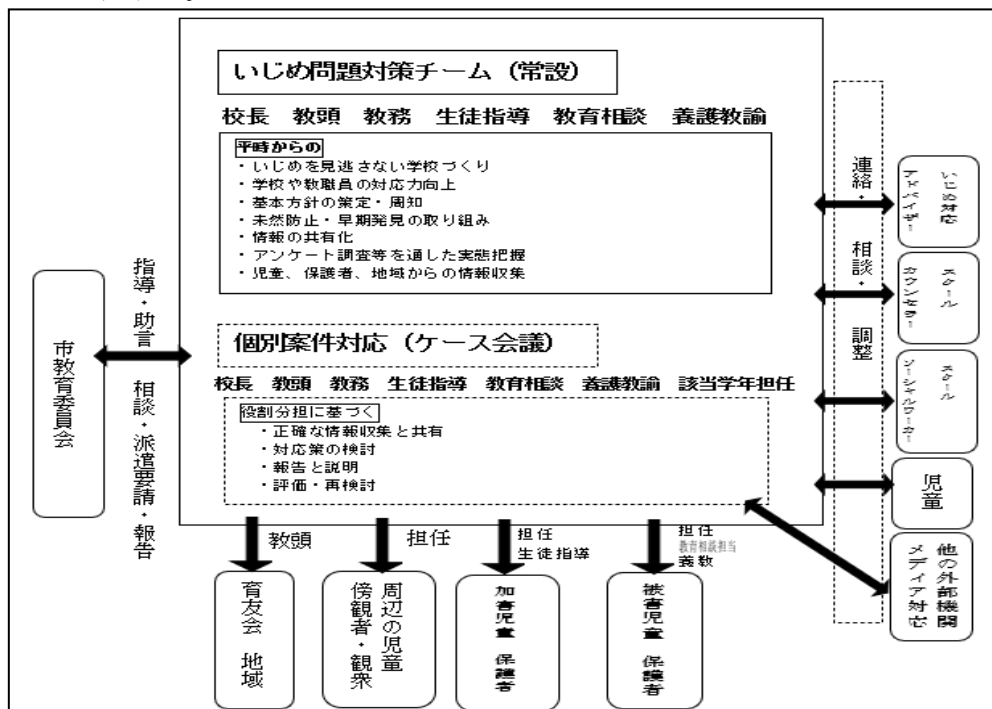 いじめ問題対策チーム(常設)
校長 教頭 教務 生徒指導 教育相談 養護教諭
平時からの
・いじめを見逃さない学校づくり
・学校や教職員の対応力向上
・基本方針の策定・周知
・未然防止・早期発見の取り組み
・情報の共有化
・アンケート調査等を通した実態把握
・児童、保護者、地域からの情報収集
個別案件対応(ケース会議)
校長 教頭 教務 生徒指導 教育相談 養護教諭 該当学年担任
役割分担に基づく
・正確な情報収集と共有
・対応策の検討
・報告と説明
・評価・再検討
市教育委員会
指導・助言 相談・派遣要請・報告
連絡・ 相談・ 調整
いじめ対応
アドバイザー
スクール
カウンセラー
スクール
ソーシャルワーカー
児童
他の外部機関
メディア対応
教頭
育友会 地域
担任
周辺の児童
傍観者・観衆
担任
生徒指導
加害児童 保護者
担任
教育相談担当
養教
被害児童 保護者